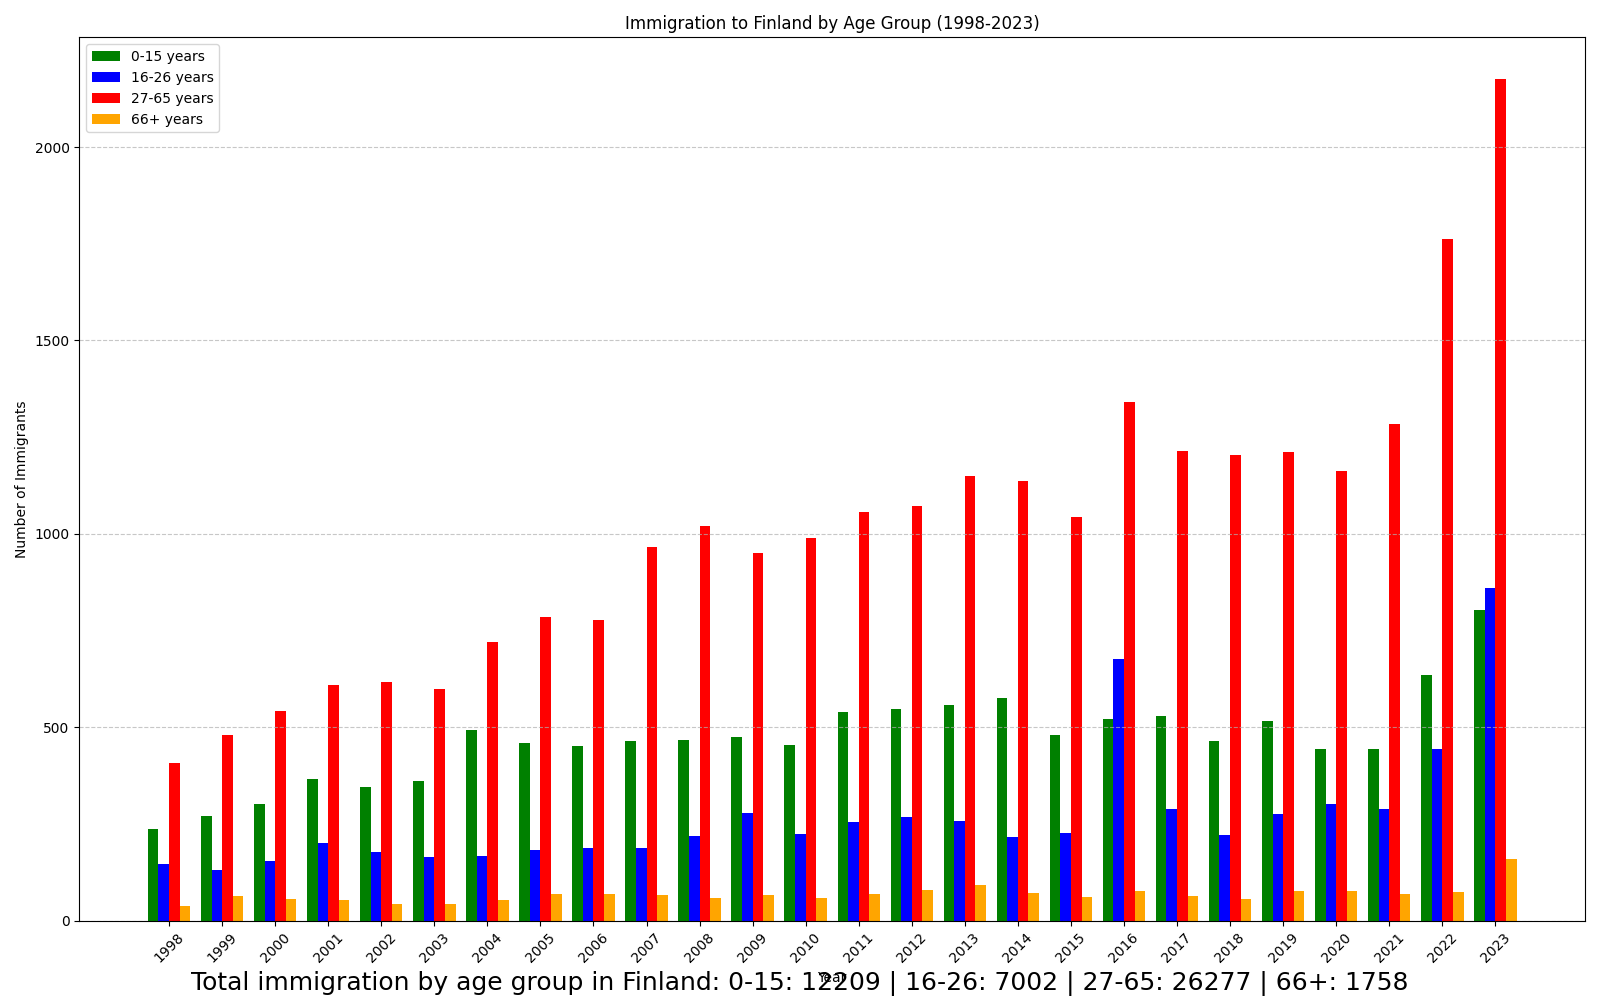 Immigration to Finland by Age Group (1998-2023)
0-15 years
16-26 years
27-65 years
66+ years
Number of Immigrants
2000
1500
1000
500
0
1998 1999 2000 2001 2002 2003 2004 2005 2006 2007 2008 2009 2010 2011 2012 2013 2014 2015 2016 2017 2018 2019 2020 2021 2022 2023
Year
Total immigration by age group in Finland: 0-15: 12209 | 16-26: 7002 | 27-65: 26277 | 66+: 1758